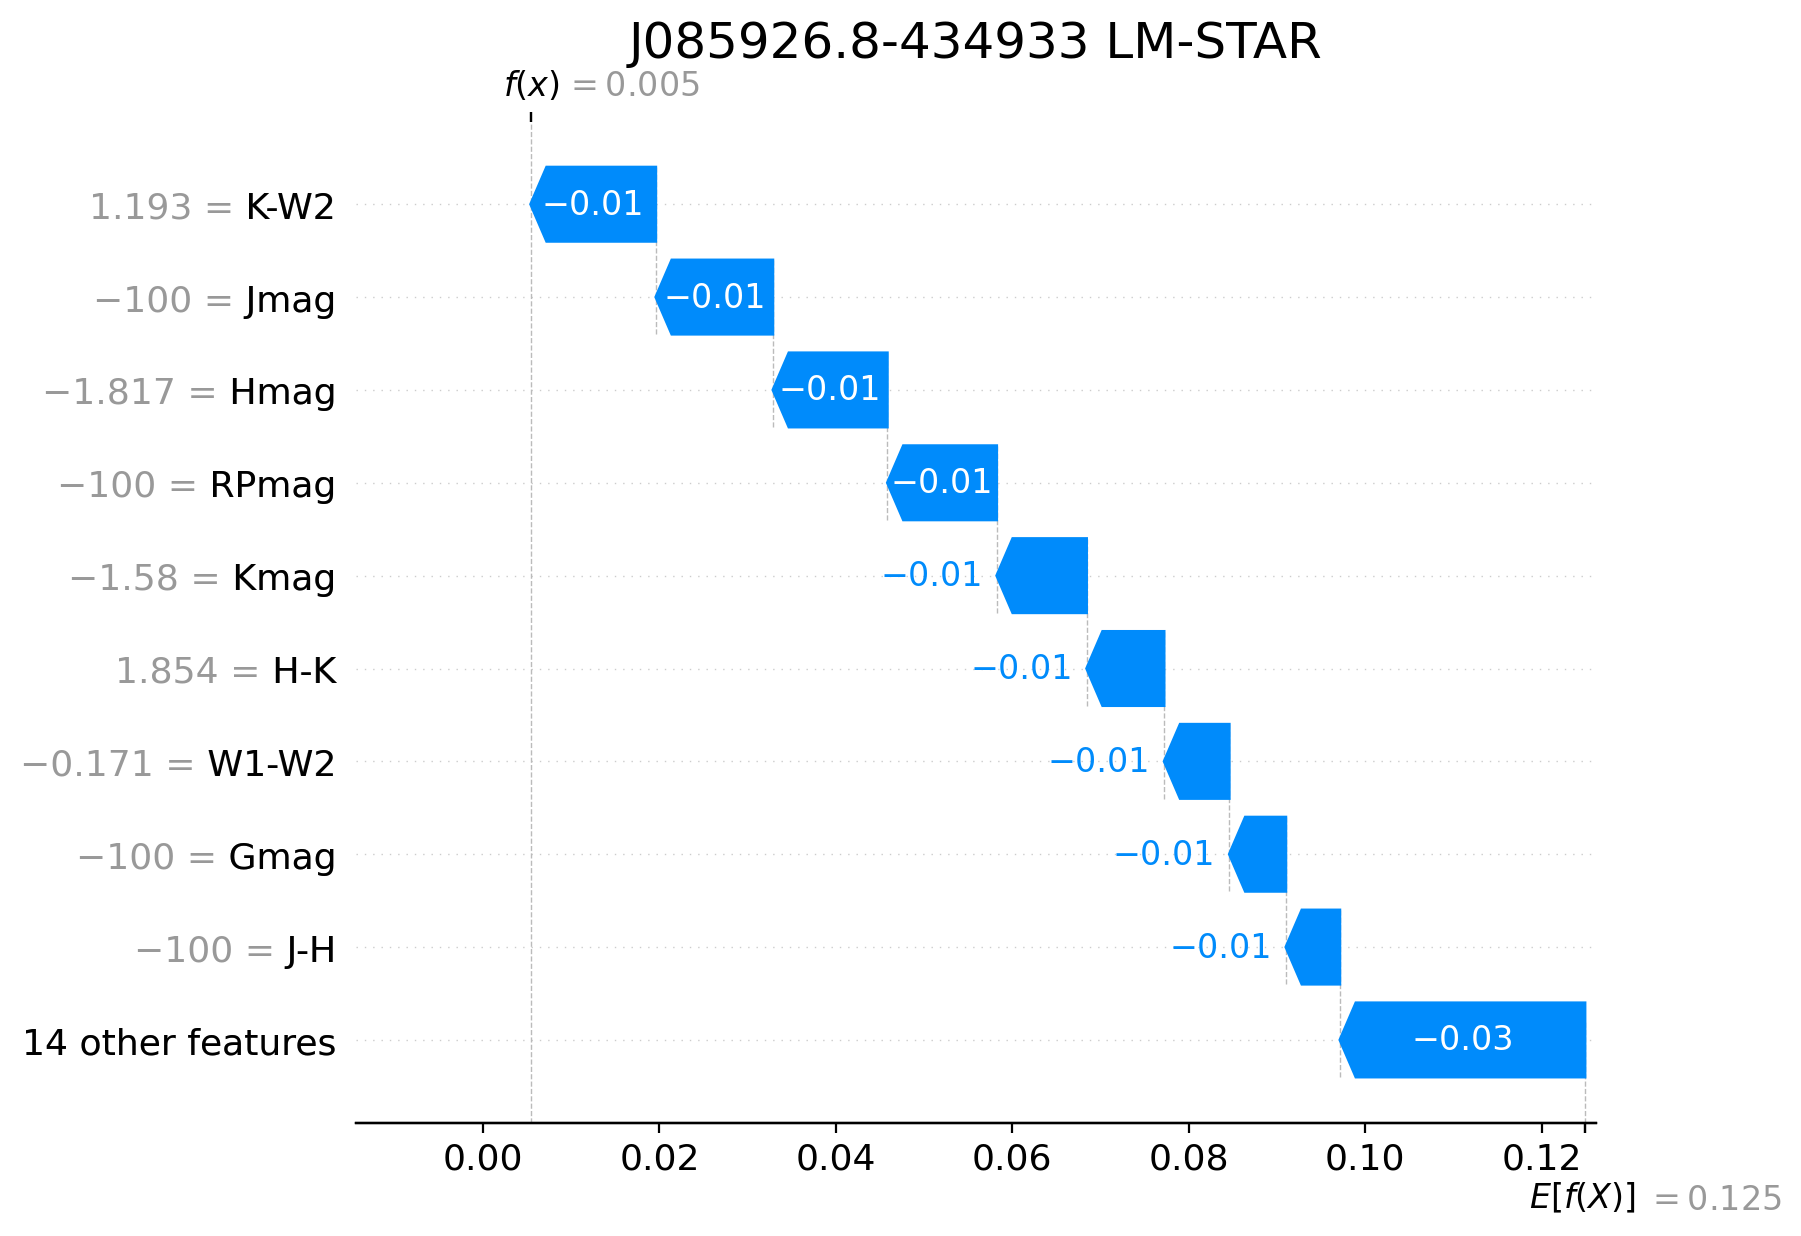 J085926.8-434933 LM-STAR
f(x) = 0.005
1.193 = K-W2 −0.01
−100 = Jmag −0.01
−1.817 = Hmag −0.01
−100 = RPmag −0.01
−1.58 = Kmag −0.01
1.854 = H-K −0.01
−0.171 = W1-W2 −0.01
−100 = Gmag −0.01
−100 = J-H −0.01
14 other features −0.03
0.00 0.02 0.04 0.06 0.08 0.10 0.12
E[f(X)] = 0.125